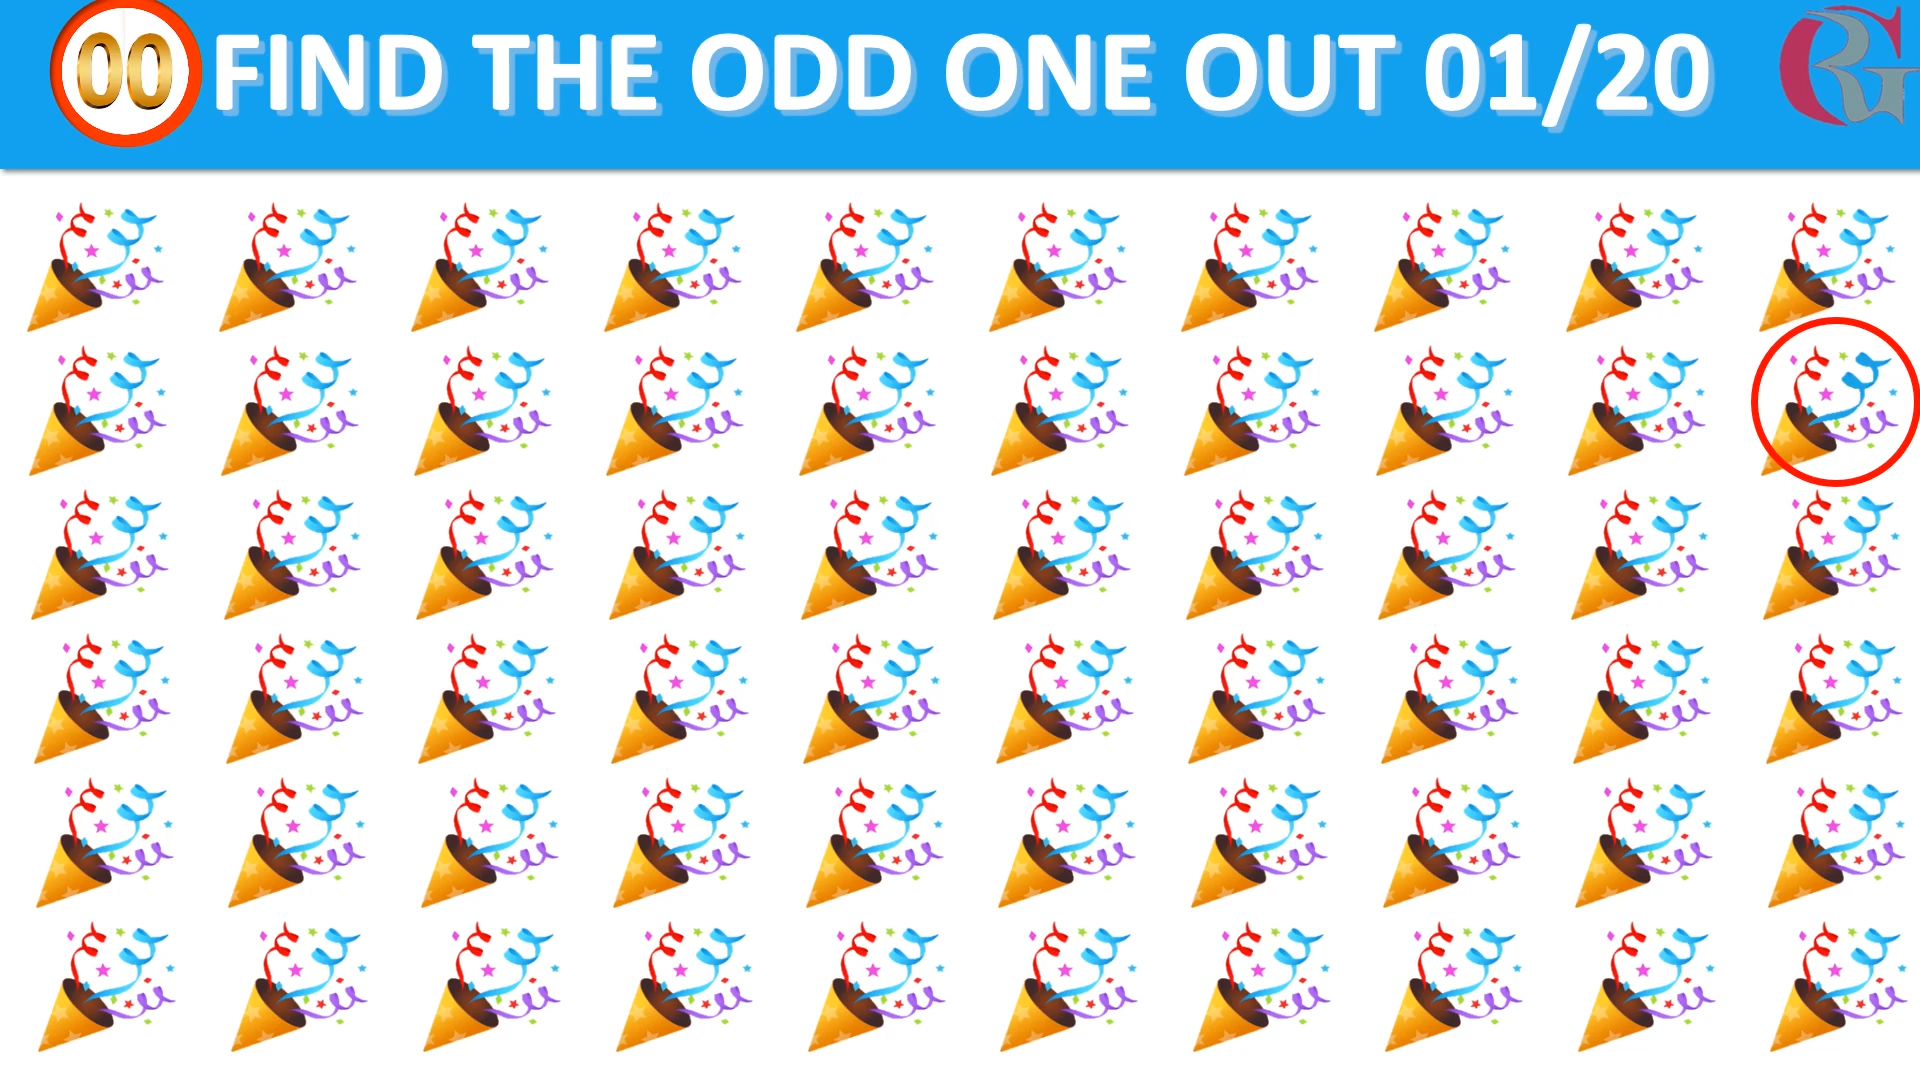 00 FIND THE ODD ONE OUT 01/20